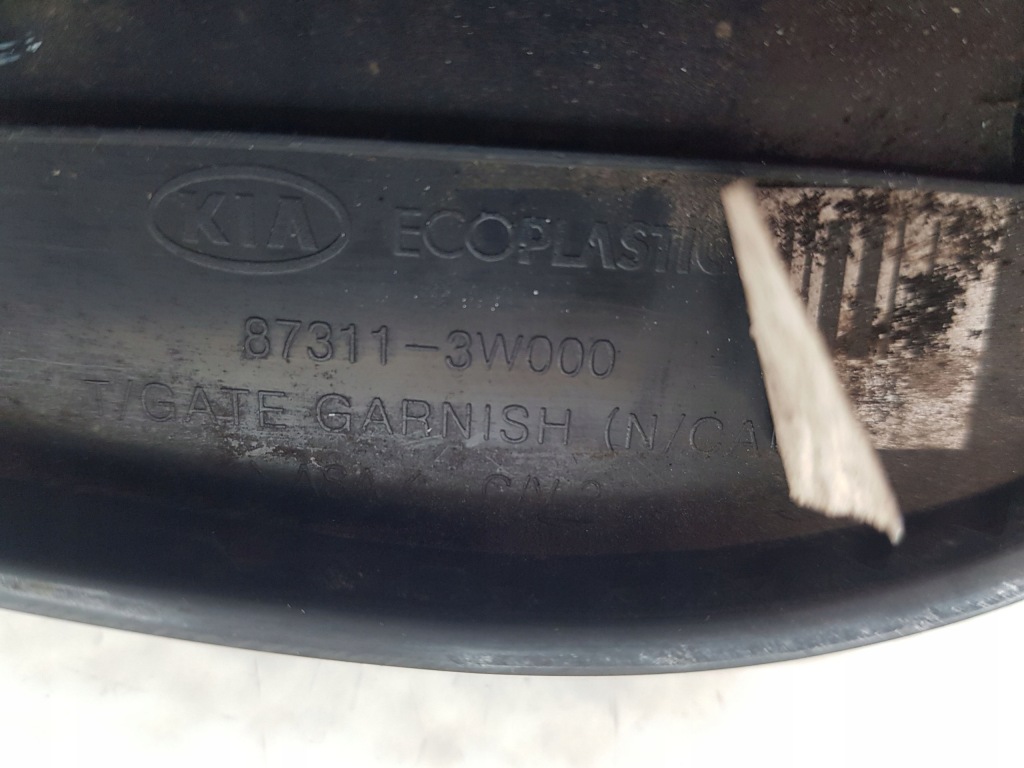 KIA ECOPLASTIC
87311-3W000
T/GATE GARNISH (N/CA